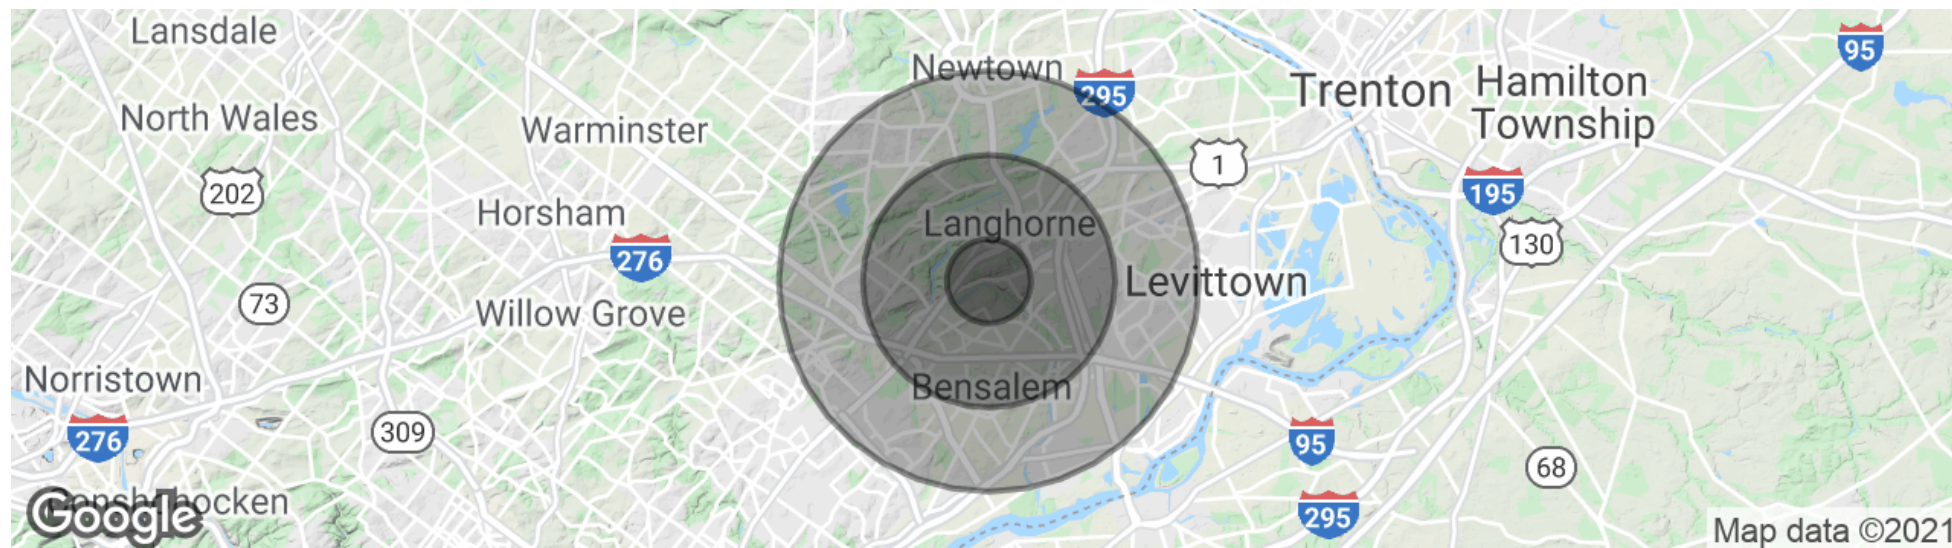 Lansdale
95
Newtown
295
Trenton
Hamilton
Township
North Wales
Warminster
1
202
195
Horsham
Langhorne
130
276
Levittown
73
Willow Grove
Norristown
Bensalem
276
309
95
68
Conshohocken
Google
295
Map data ©2021